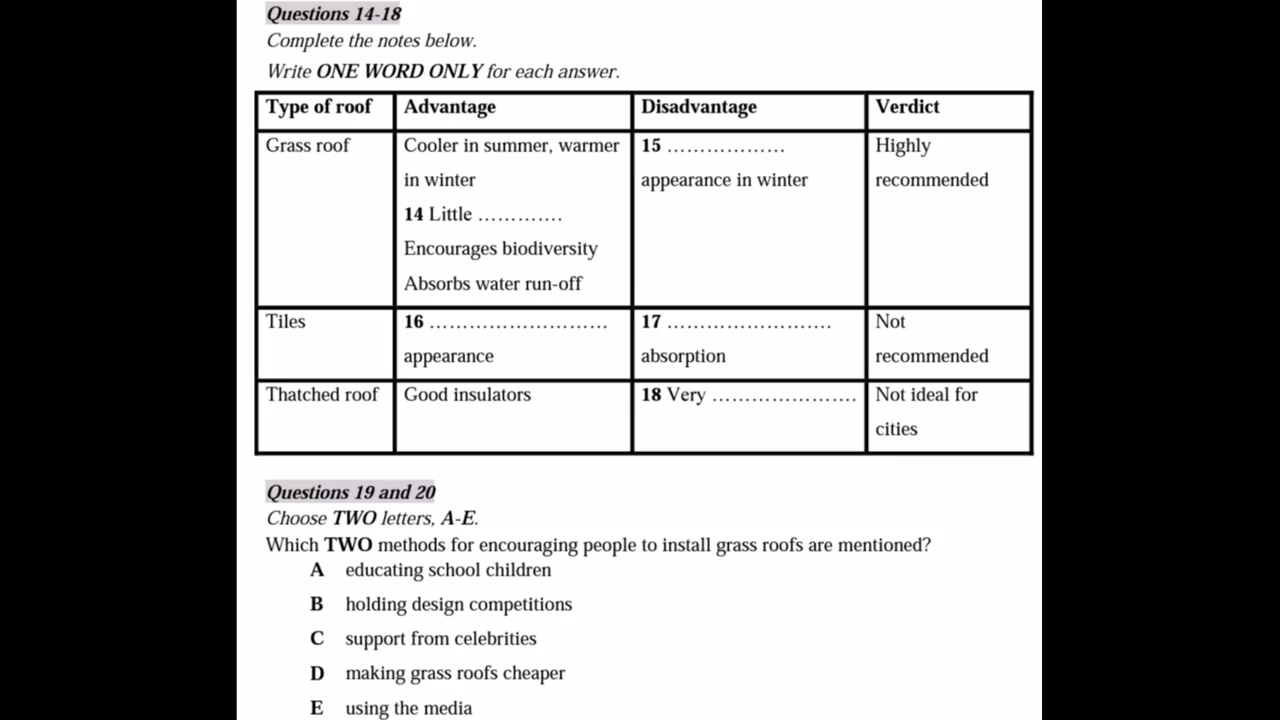 Questions 14-18
Complete the notes below.
Write ONE WORD ONLY for each answer.
Type of roof Advantage Disadvantage Verdict
Grass roof Cooler in summer, warmer 15 .................. Highly
in winter appearance in winter recommended
14 Little .............
Encourages biodiversity
Absorbs water run-off
Tiles 16 ........................... 17 ......................... Not
appearance absorption recommended
Thatched roof Good insulators 18 Very ...................... Not ideal for
cities
Questions 19 and 20
Choose TWO letters, A-E.
Which TWO methods for encouraging people to install grass roofs are mentioned?
A educating school children
B holding design competitions
C support from celebrities
D making grass roofs cheaper
E using the media